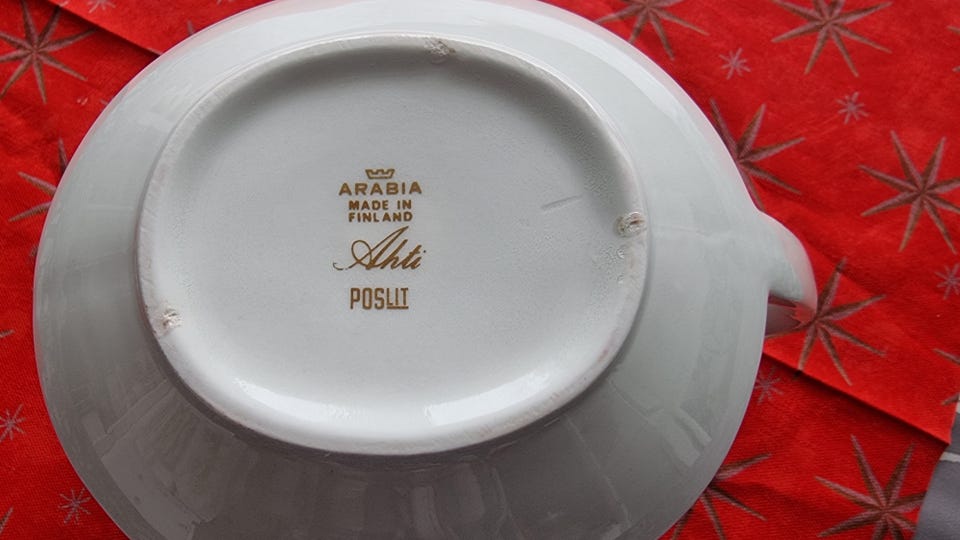 ARABIA
MADE IN
FINLAND
Ahti
POSLIT